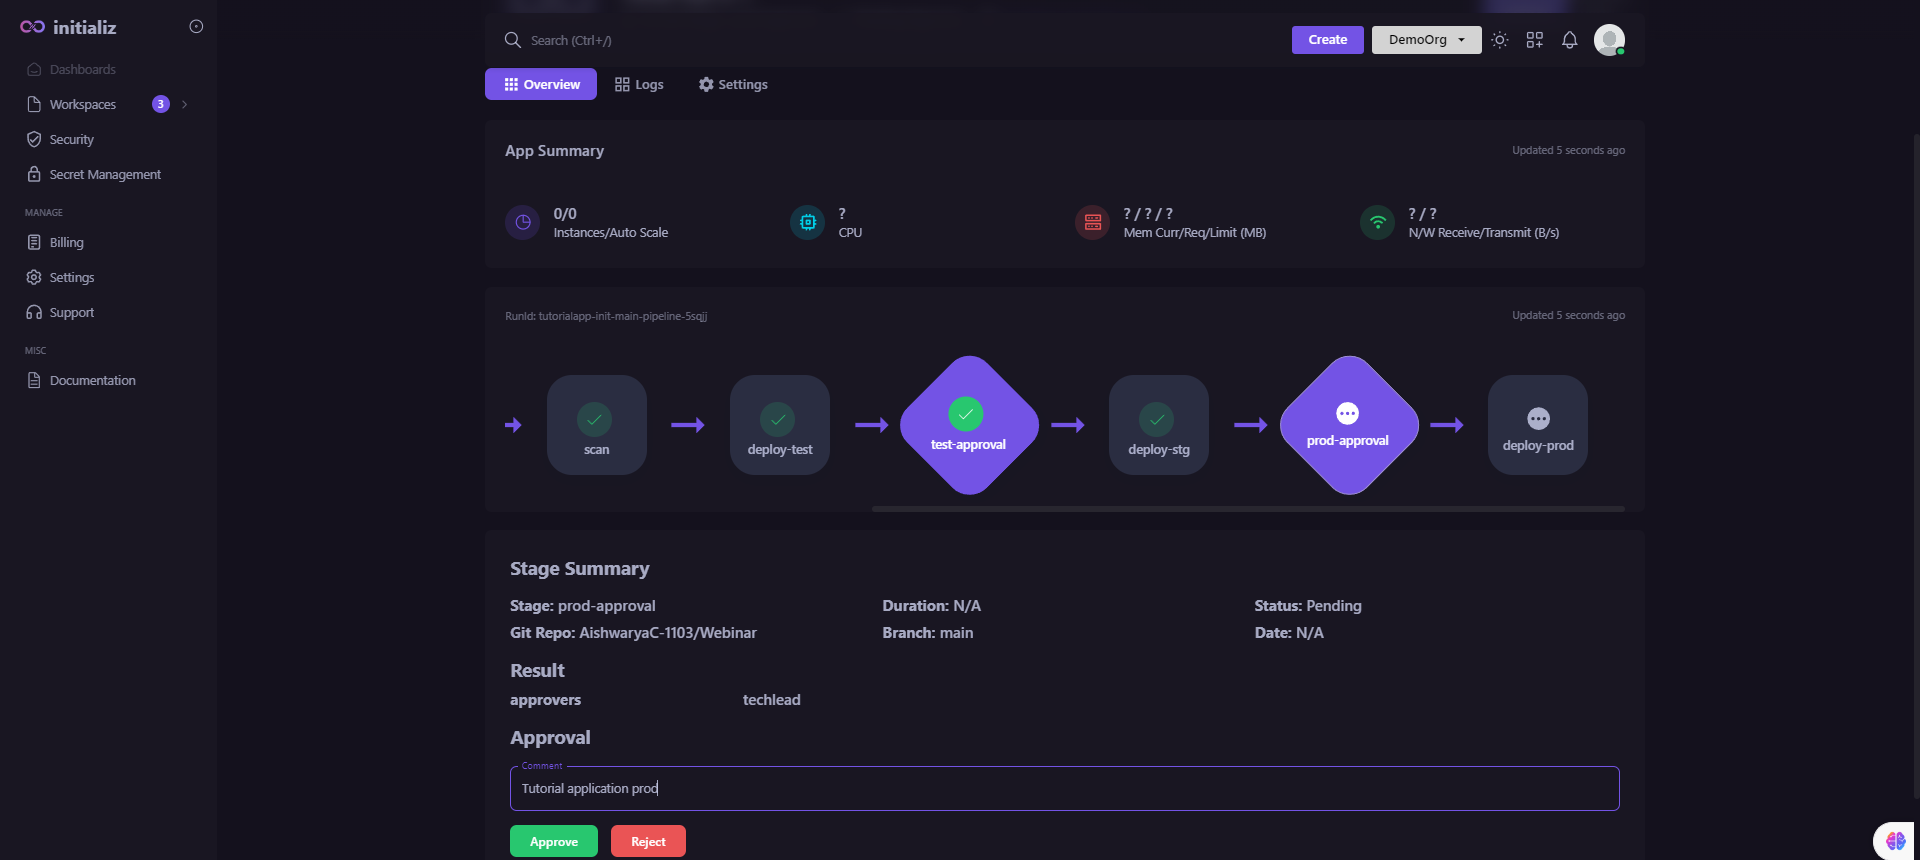 initializ
Dashboards
Workspaces 3
Security
Secret Management
MANAGE
Billing
Settings
Support
MISC
Documentation
Search (Ctrl+/)
Create
DemoOrg
Overview
Logs
Settings
App Summary
Updated 5 seconds ago
0/0
Instances/Auto Scale
?
CPU
? / ? / ?
Mem Curr/Req/Limit (MB)
? / ?
N/W Receive/Transmit (B/s)
RunId: tutorialapp-init-main-pipeline-5sqjj
Updated 5 seconds ago
scan
deploy-test
test-approval
deploy-stg
prod-approval
deploy-prod
Stage Summary
Stage: prod-approval
Duration: N/A
Status: Pending
Git Repo: AishwaryaC-1103/Webinar
Branch: main
Date: N/A
Result
approvers
techlead
Approval
Comment
Tutorial application prod
Approve
Reject